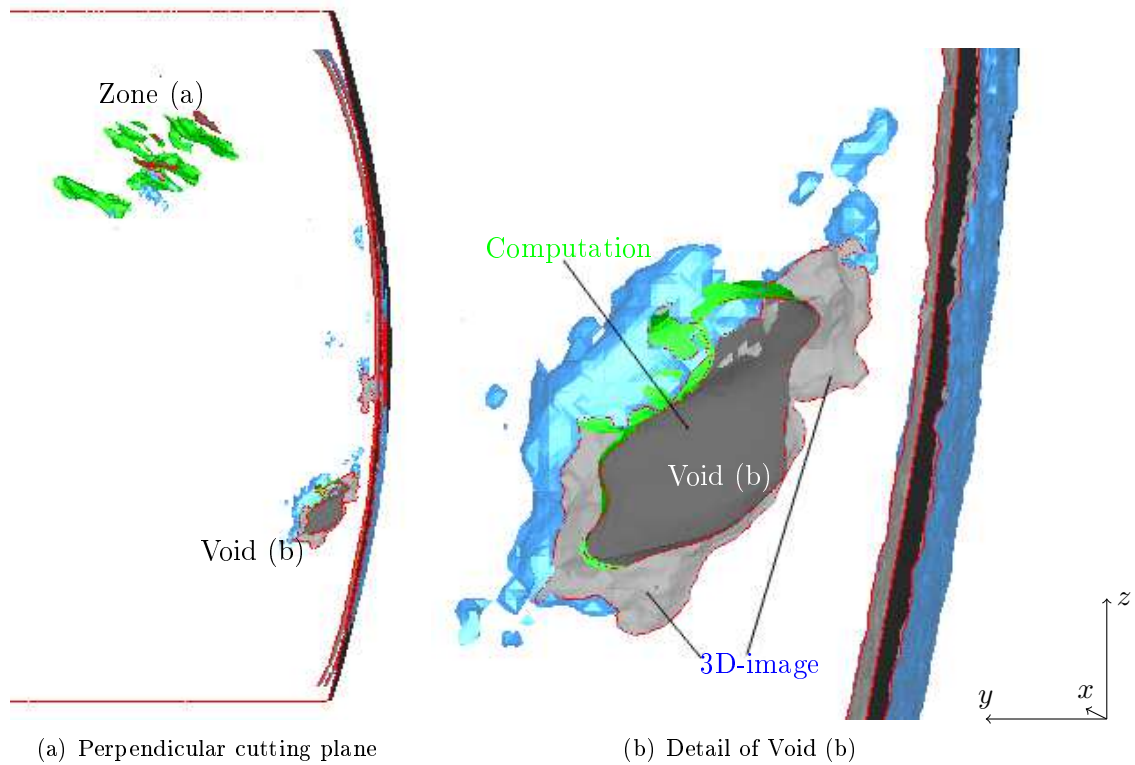 Zone (a)
Void (b)
Computation
Void (b)
3D-image
z
y
x
(a) Perpendicular cutting plane
(b) Detail of Void (b)